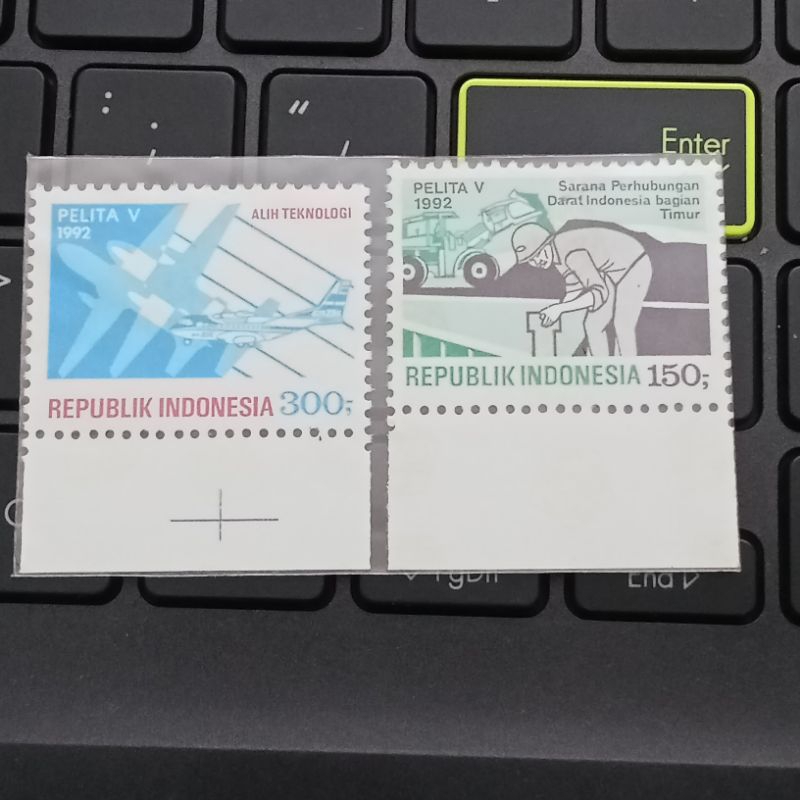 : ;
" '
Enter
PELITA V
1992
ALIH TEKNOLOGI
REPUBLIK INDONESIA 300,-
PELITA V
1992
Sarana Perhubungan
Darat Indonesia bagian
Timur
REPUBLIK INDONESIA 150,-
PgDn
End